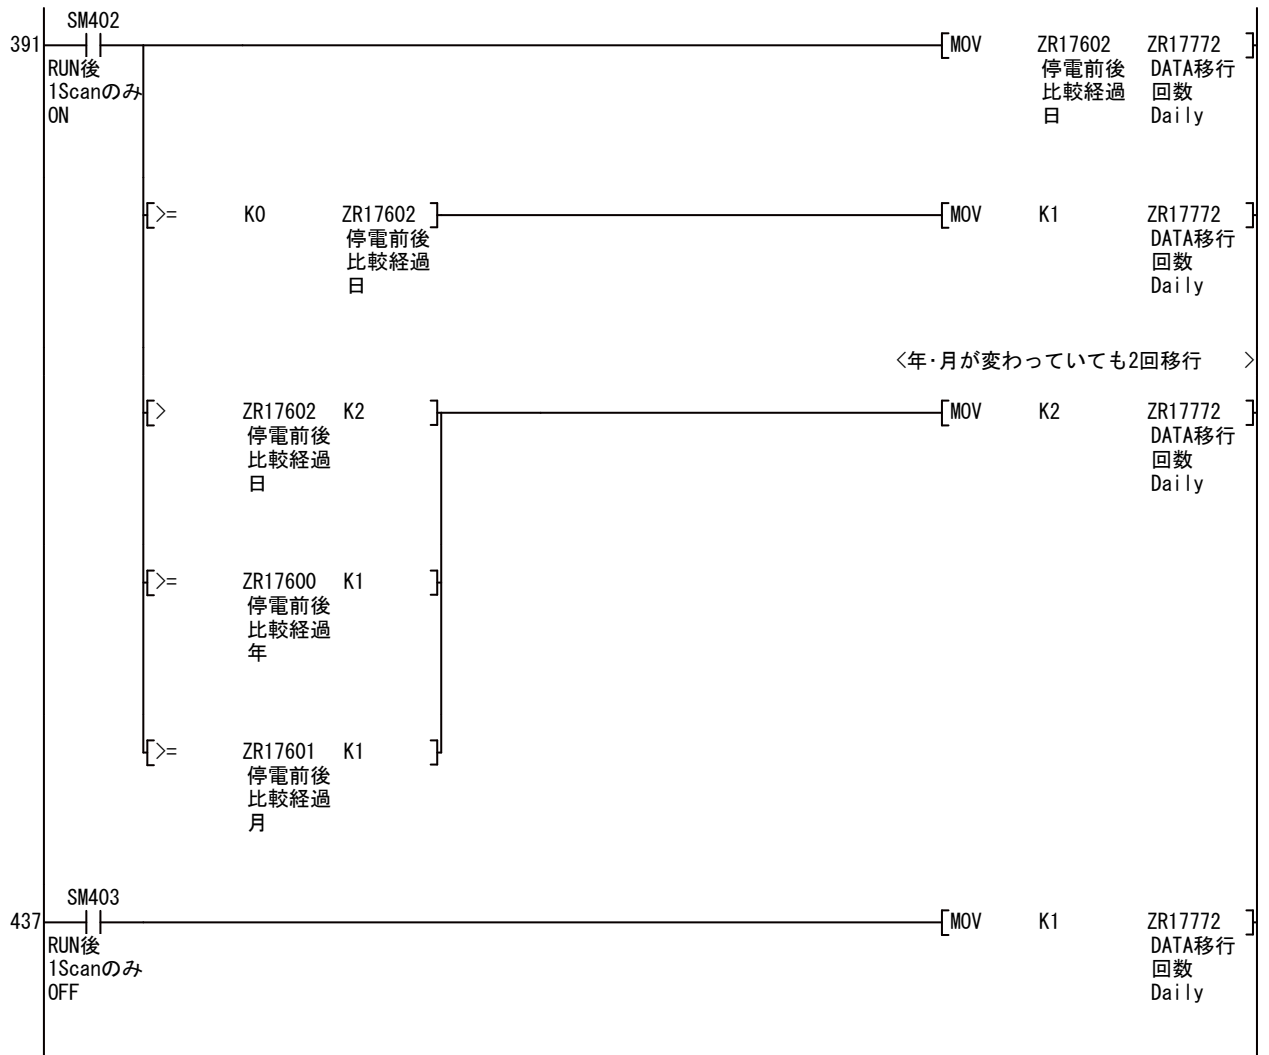 SM402
391 [MOV ZR17602 ZR17772 ]
RUN後 停電前後 DATA移行
1Scanのみ 比較経過 回数
ON 日 Daily
[>= K0 ZR17602 ] [MOV K1 ZR17772 ]
停電前後 DATA移行
比較経過 回数
日 Daily
<年・月が変わっていても2回移行 >
[> ZR17602 K2 ] [MOV K2 ZR17772 ]
停電前後 DATA移行
比較経過 回数
日 Daily
[>= ZR17600 K1 ]
停電前後
比較経過
年
[>= ZR17601 K1 ]
停電前後
比較経過
月
SM403
437 [MOV K1 ZR17772 ]
RUN後 DATA移行
1Scanのみ 回数
OFF Daily